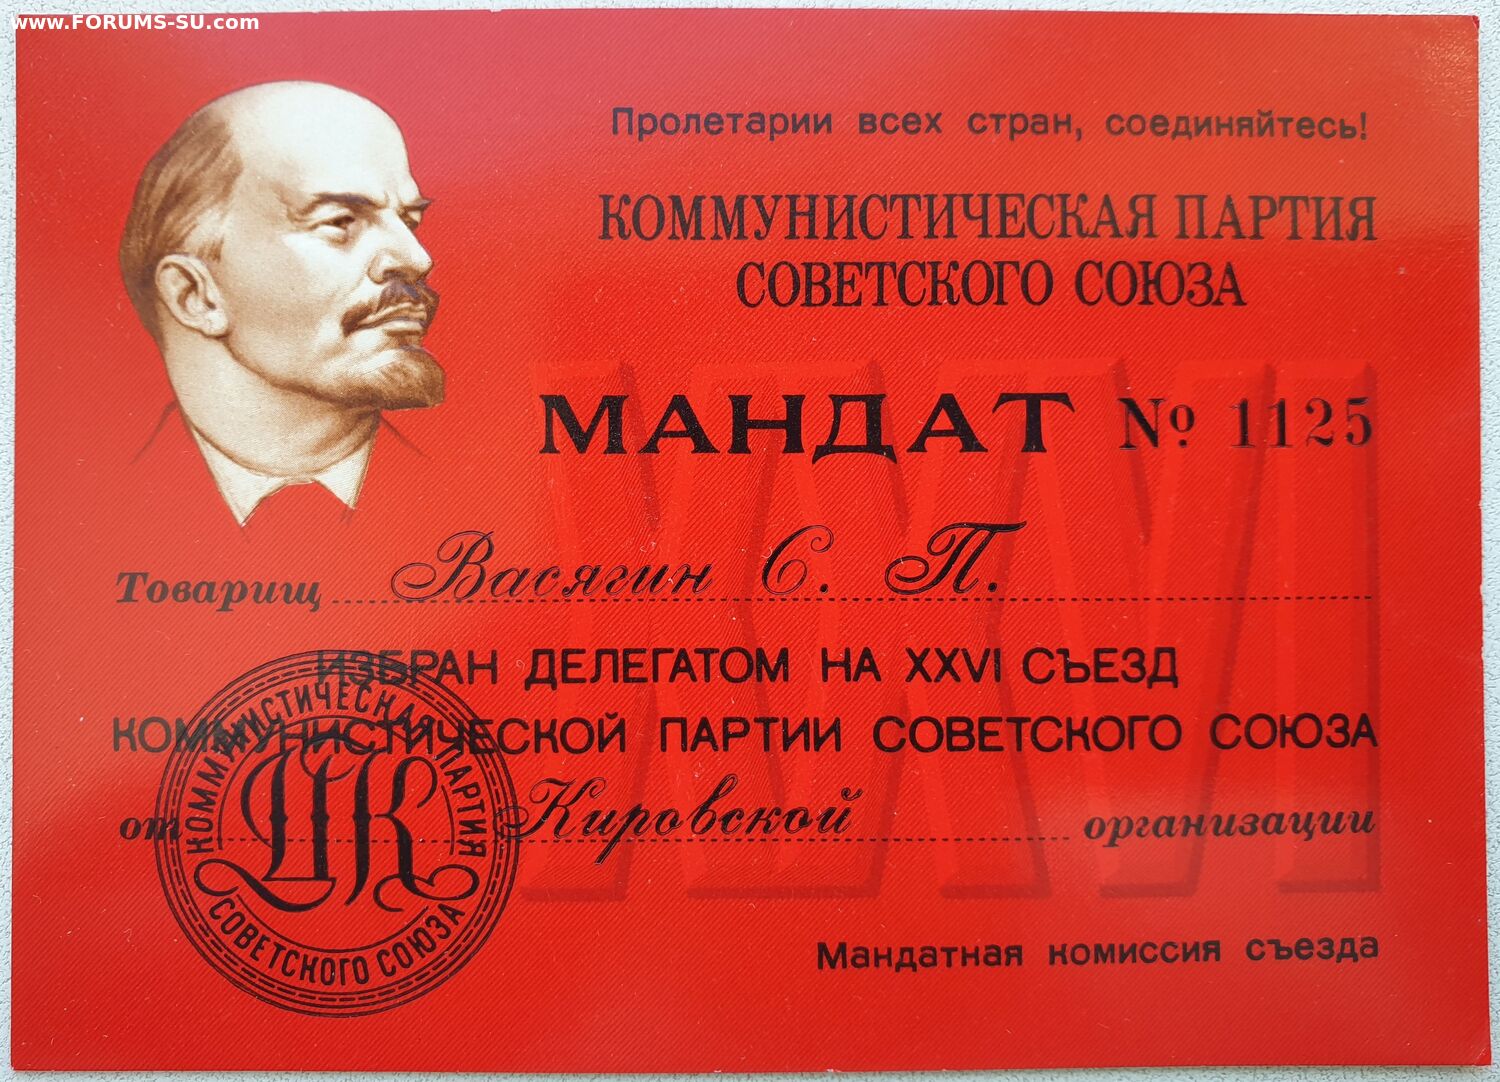 www.FORUMS-SU.com
Пролетарии всех стран, соединяйтесь!
КОММУНИСТИЧЕСКАЯ ПАРТИЯ
СОВЕТСКОГО СОЮЗА
МАНДАТ № 1125
Товарищ Васягин С. П.
ИЗБРАН ДЕЛЕГАТОМ НА XXVI СЪЕЗД
КОММУНИСТИЧЕСКОЙ ПАРТИИ СОВЕТСКОГО СОЮЗА
от Кировской организации
КОММУНИСТИЧЕСКАЯ ПАРТИЯ
ЦК
СОВЕТСКОГО СОЮЗА
Мандатная комиссия съезда
XXVI